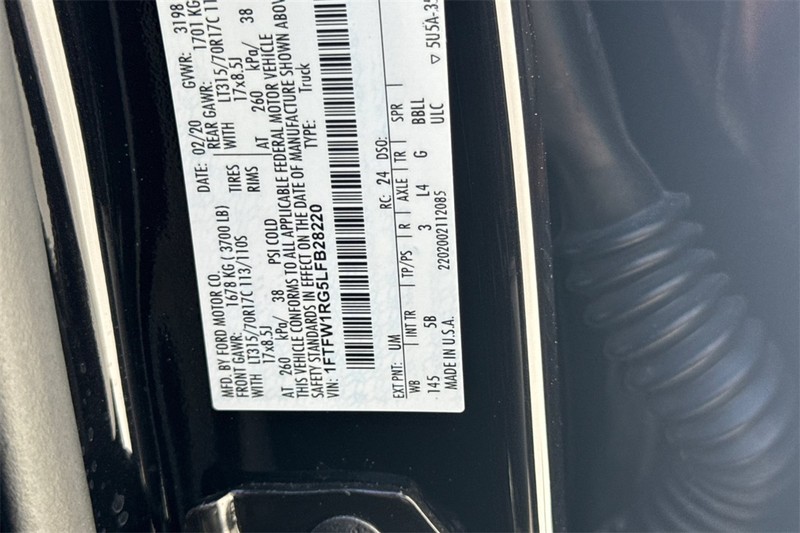 MFD. BY FORD MOTOR CO.
DATE: 02/20 GVWR: 3198
FRONT GAWR: 1678 KG ( 3700 LB)
REAR GAWR: 1701 KG
WITH LT315/70R17C 113/110S TIRES
WITH LT315/70R17C 11
17x8.5J RIMS
17x8.5J
AT 260 kPa/ 38 PSI COLD
AT 260 kPa/ 38
THIS VEHICLE CONFORMS TO ALL APPLICABLE FEDERAL MOTOR VEHICLE
SAFETY STANDARDS IN EFFECT ON THE DATE OF MANUFACTURE SHOWN ABOVE
VIN: 1FTFW1RG5LFB28220 TYPE: Truck
EXT PNT: UM RC: 24 DSO:
WB INT TR TP/PS R AXLE TR SPR
145 5B 3 L4 G BBLL
MADE IN U.S.A. 2202002112085 ULC ▽ 5U5A-35